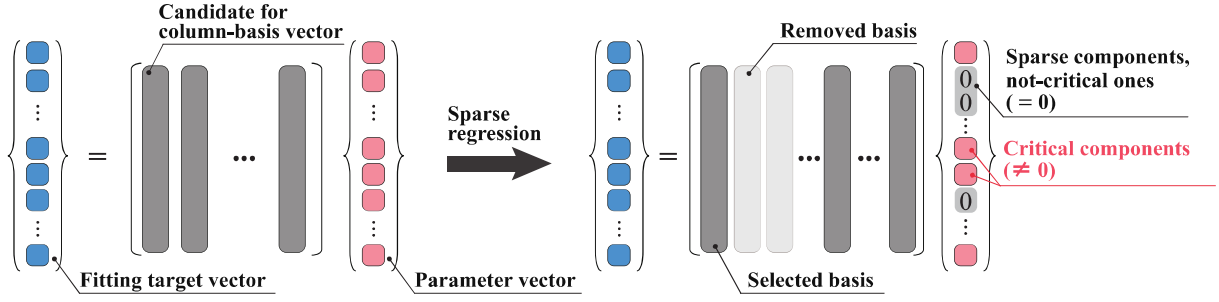 Candidate for
column-basis vector
=
...
Fitting target vector
Parameter vector
Sparse
regression
=
Removed basis
... ...
Selected basis
0
0
0
Sparse components,
not-critical ones
( = 0)
Critical components
(≠ 0)